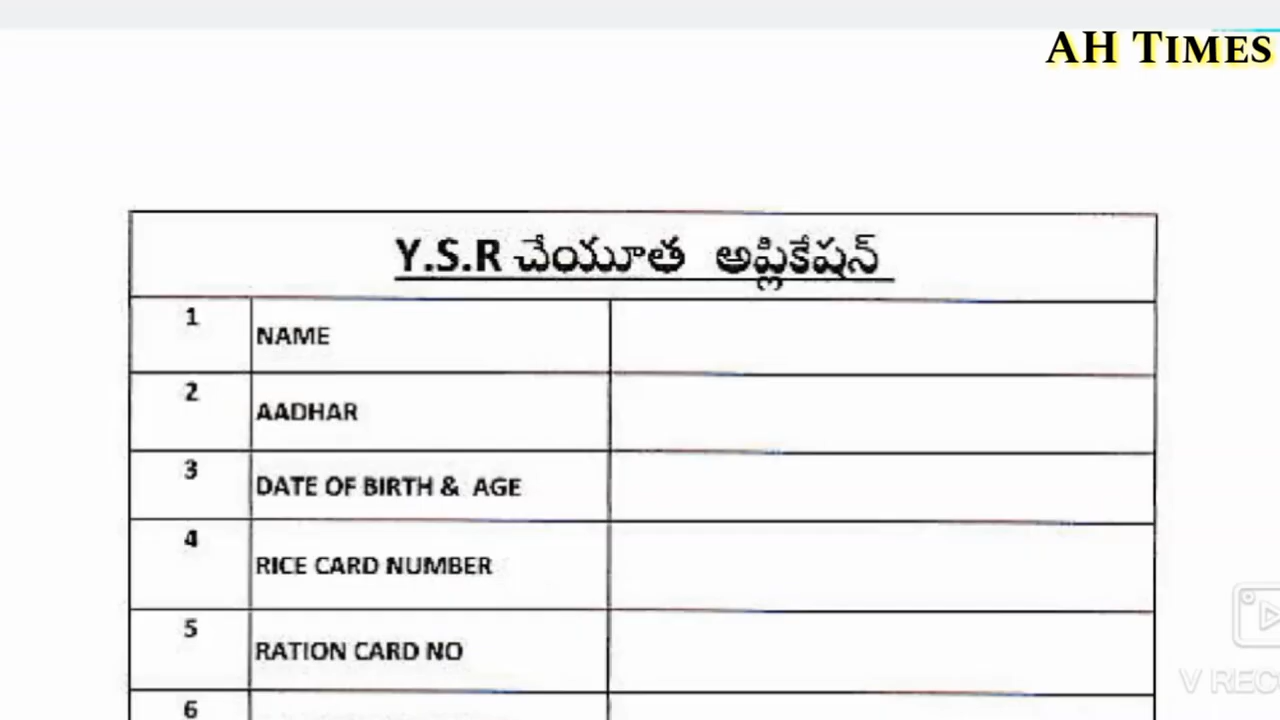 AH TIMES
Y.S.R చేయూత అప్లికేషన్
1 NAME
2 AADHAR
3 DATE OF BIRTH & AGE
4 RICE CARD NUMBER
5 RATION CARD NO
6
V REC